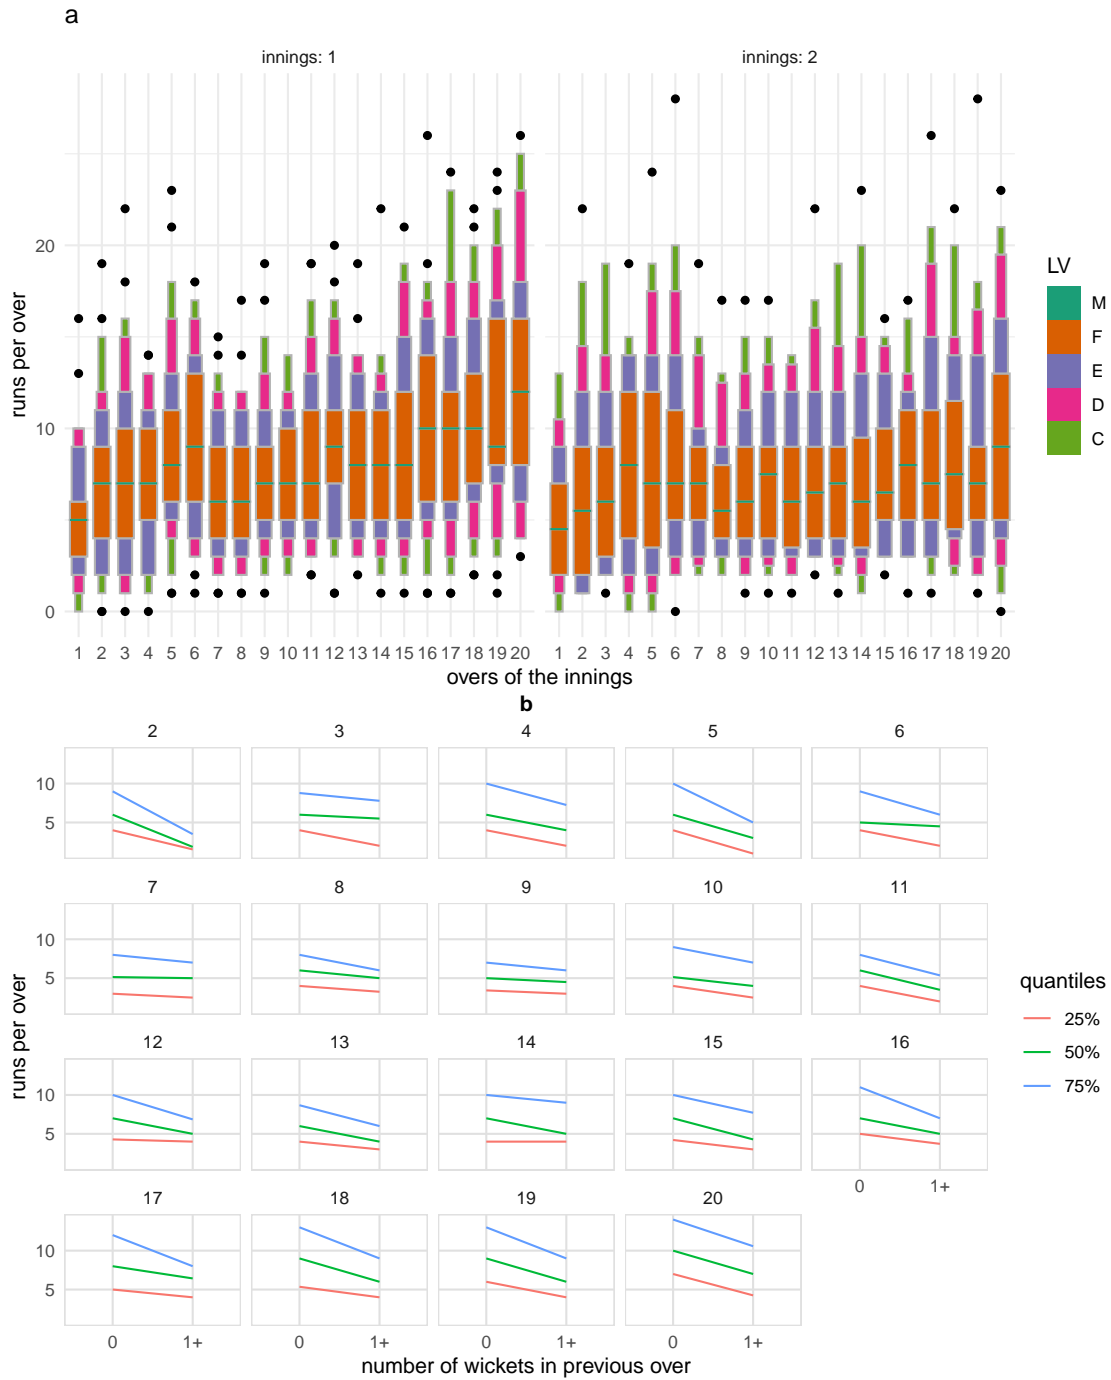 a
innings: 1 innings: 2
runs per over
20
10
0
1 2 3 4 5 6 7 8 9 10 11 12 13 14 15 16 17 18 19 20 1 2 3 4 5 6 7 8 9 10 11 12 13 14 15 16 17 18 19 20
overs of the innings
LV
M
F
E
D
C
b
2 3 4 5 6
10
5
7 8 9 10 11
10
5
12 13 14 15 16
10
5
0 1+
17 18 19 20
10
5
0 1+ 0 1+ 0 1+ 0 1+
runs per over
number of wickets in previous over
quantiles
25%
50%
75%